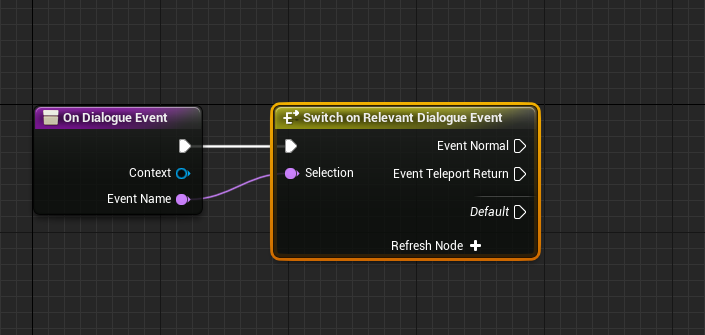 On Dialogue Event
Context
Event Name
Switch on Relevant Dialogue Event
Event Normal
Selection
Event Teleport Return
Default
Refresh Node